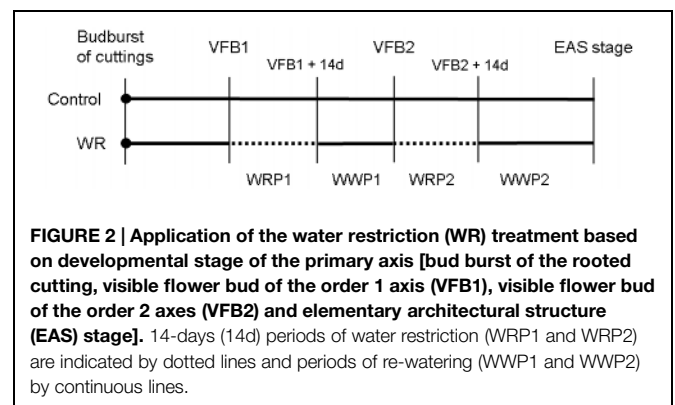 Budburst
of cuttings
VFB1
VFB2
EAS stage
VFB1 + 14d
VFB2 + 14d
Control
WR
WRP1
WWP1
WRP2
WWP2
FIGURE 2 | Application of the water restriction (WR) treatment based
on developmental stage of the primary axis [bud burst of the rooted
cutting, visible flower bud of the order 1 axis (VFB1), visible flower bud
of the order 2 axes (VFB2) and elementary architectural structure
(EAS) stage]. 14-days (14d) periods of water restriction (WRP1 and WRP2)
are indicated by dotted lines and periods of re-watering (WWP1 and WWP2)
by continuous lines.